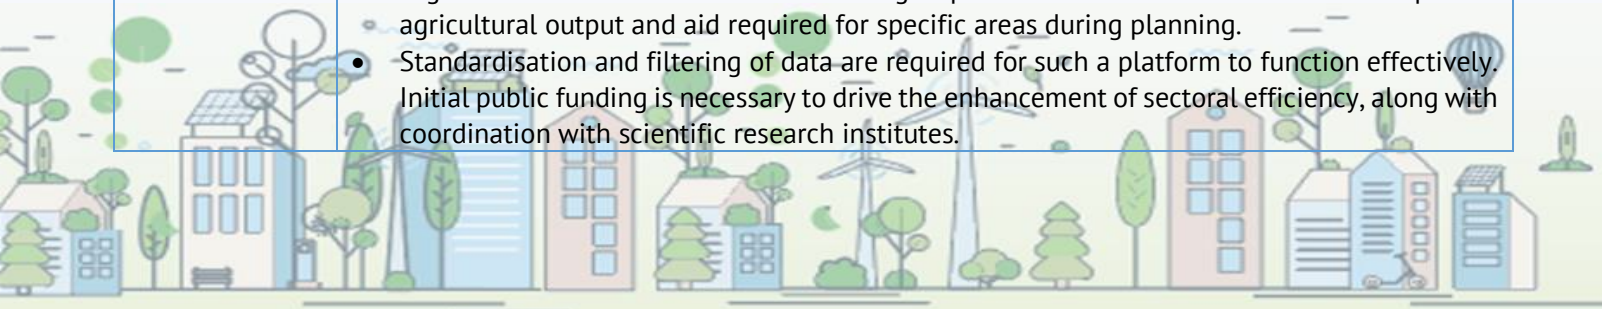 agricultural output and aid required for specific areas during planning.
• Standardisation and filtering of data are required for such a platform to function effectively.
Initial public funding is necessary to drive the enhancement of sectoral efficiency, along with
coordination with scientific research institutes.